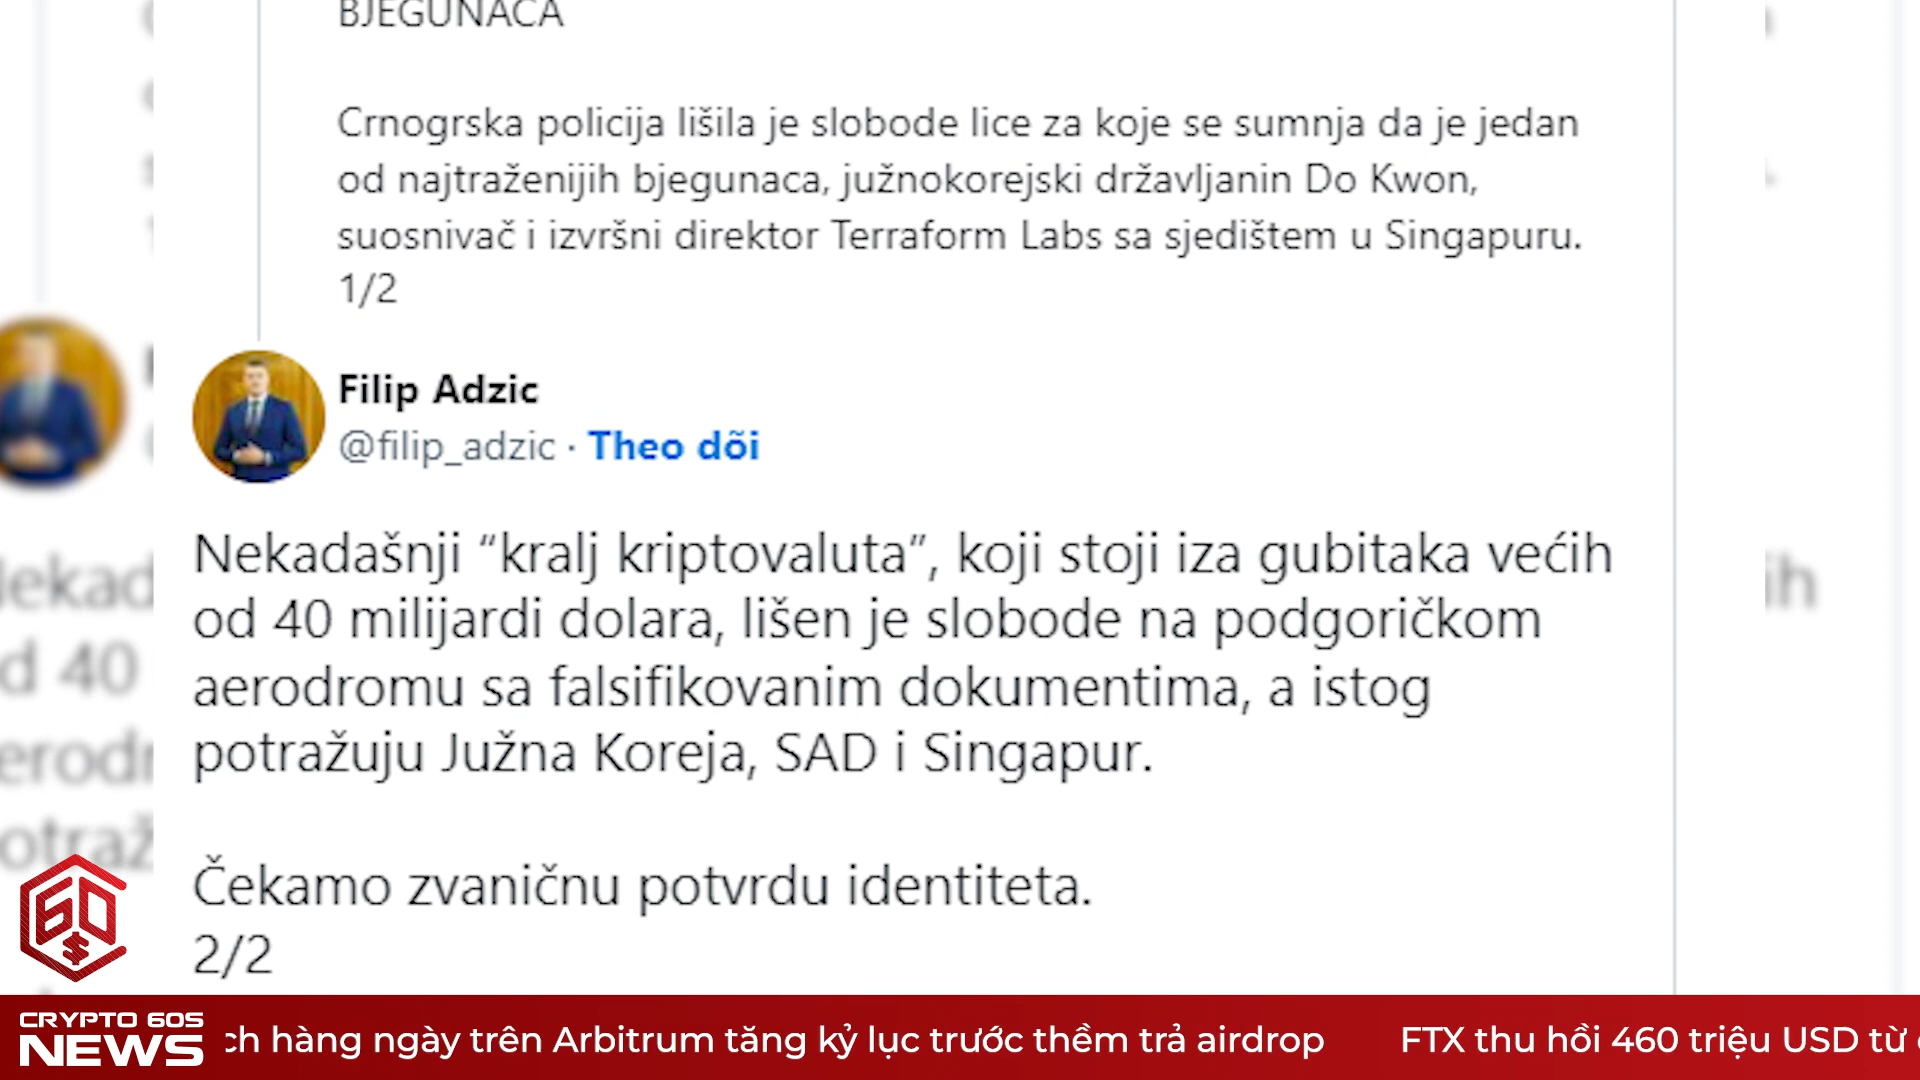 BJEGUNACA
Crnogrska policija lišila je slobode lice za koje se sumnja da je jedan
od najtraženijih bjegunaca, južnokorejski državljanin Do Kwon,
suosnivač i izvršni direktor Terraform Labs sa sjedištem u Singapuru.
1/2
Filip Adzic
@filip_adzic · Theo dõi
Nekadašnji “kralj kriptovaluta”, koji stoji iza gubitaka većih
od 40 milijardi dolara, lišen je slobode na podgoričkom
aerodromu sa falsifikovanim dokumentima, a istog
potražuju Južna Koreja, SAD i Singapur.
Čekamo zvaničnu potvrdu identiteta.
2/2
60
$
CRYPTO 60S
NEWS
ch hàng ngày trên Arbitrum tăng kỷ lục trước thềm trả airdrop FTX thu hồi 460 triệu USD từ